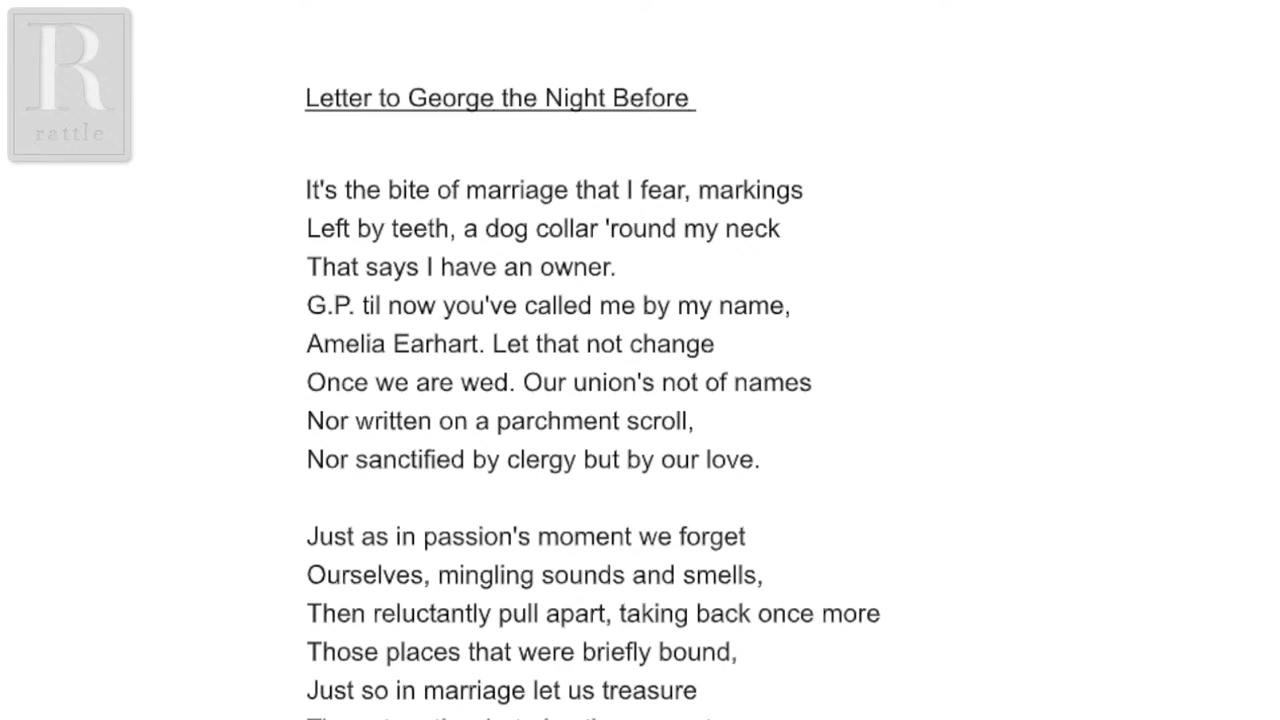 R
rattle
Letter to George the Night Before
It's the bite of marriage that I fear, markings
Left by teeth, a dog collar 'round my neck
That says I have an owner.
G.P. til now you've called me by my name,
Amelia Earhart. Let that not change
Once we are wed. Our union's not of names
Nor written on a parchment scroll,
Nor sanctified by clergy but by our love.
Just as in passion's moment we forget
Ourselves, mingling sounds and smells,
Then reluctantly pull apart, taking back once more
Those places that were briefly bound,
Just so in marriage let us treasure